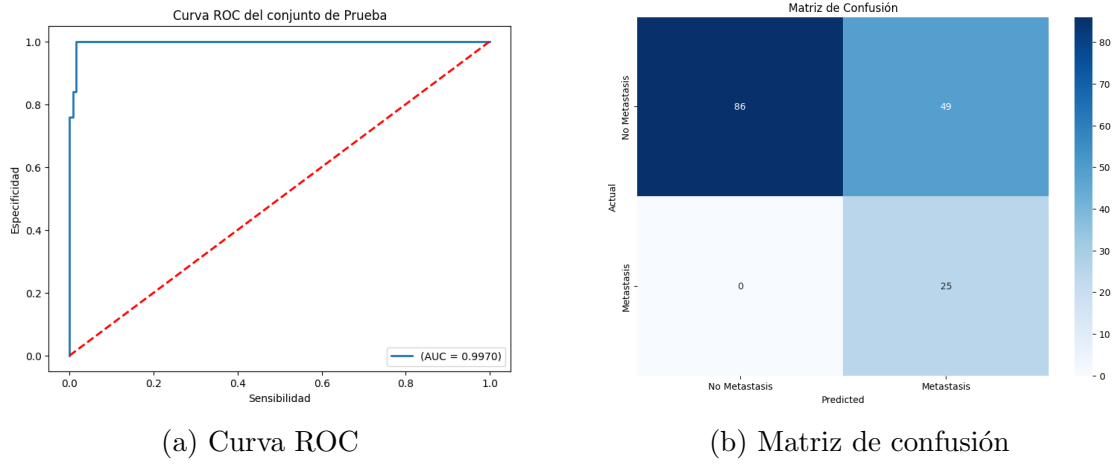 Curva ROC del conjunto de Prueba
1.0
0.8
0.6
0.4
0.2
0.0
Especificidad
0.0 0.2 0.4 0.6 0.8 1.0
Sensibilidad
(AUC = 0.9970)
(a) Curva ROC
Matriz de Confusión
No Metastasis
Metastasis
Actual
86 49
0 25
No Metastasis Metastasis
Predicted
80
70
60
50
40
30
20
10
0
(b) Matriz de confusión